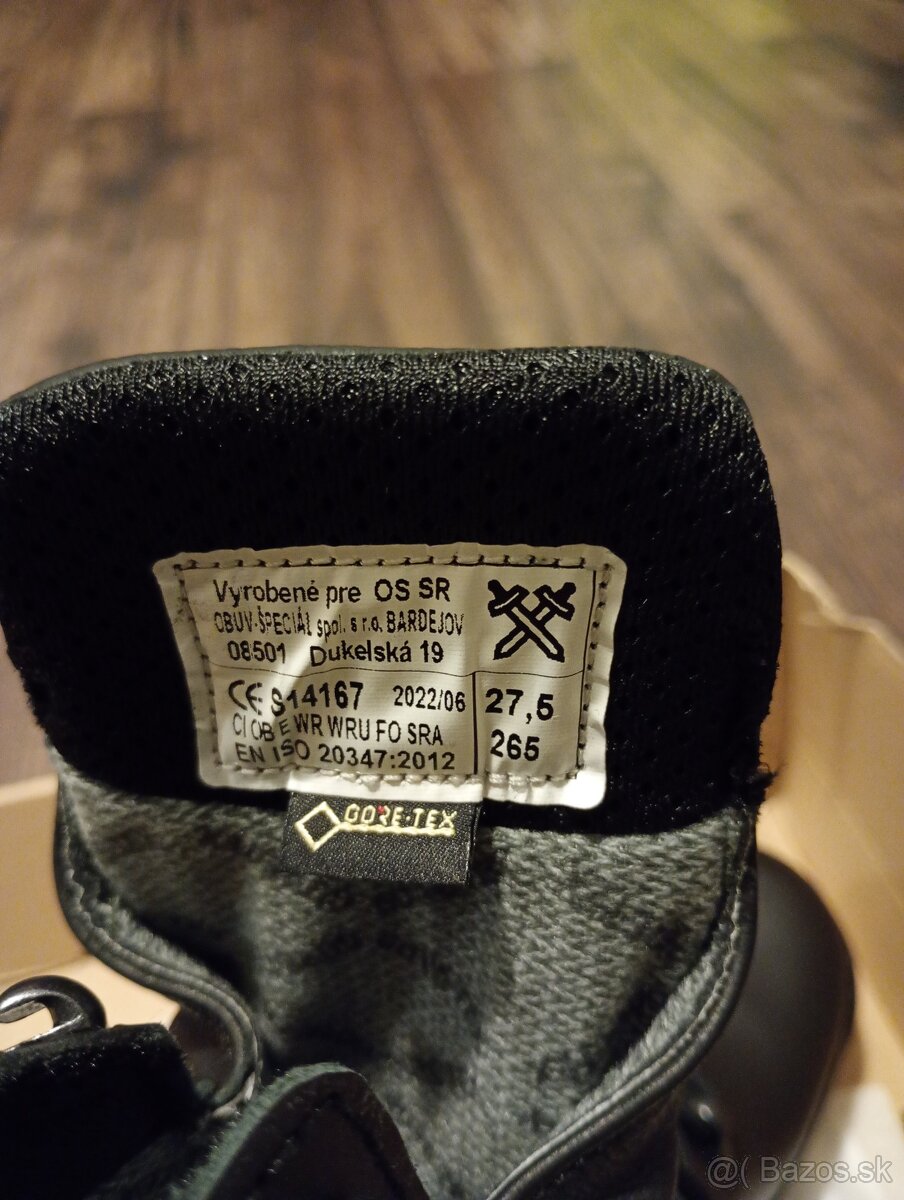 Vyrobené pre OS SR
OBUV-ŠPECIÁL spol. s r.o. BARDEJOV
08501 Dukelská 19
CE S14167 2022/06 27,5
CI OB E WR WRU FO SRA 265
EN ISO 20347:2012
GORE-TEX
@( Bazos.sk